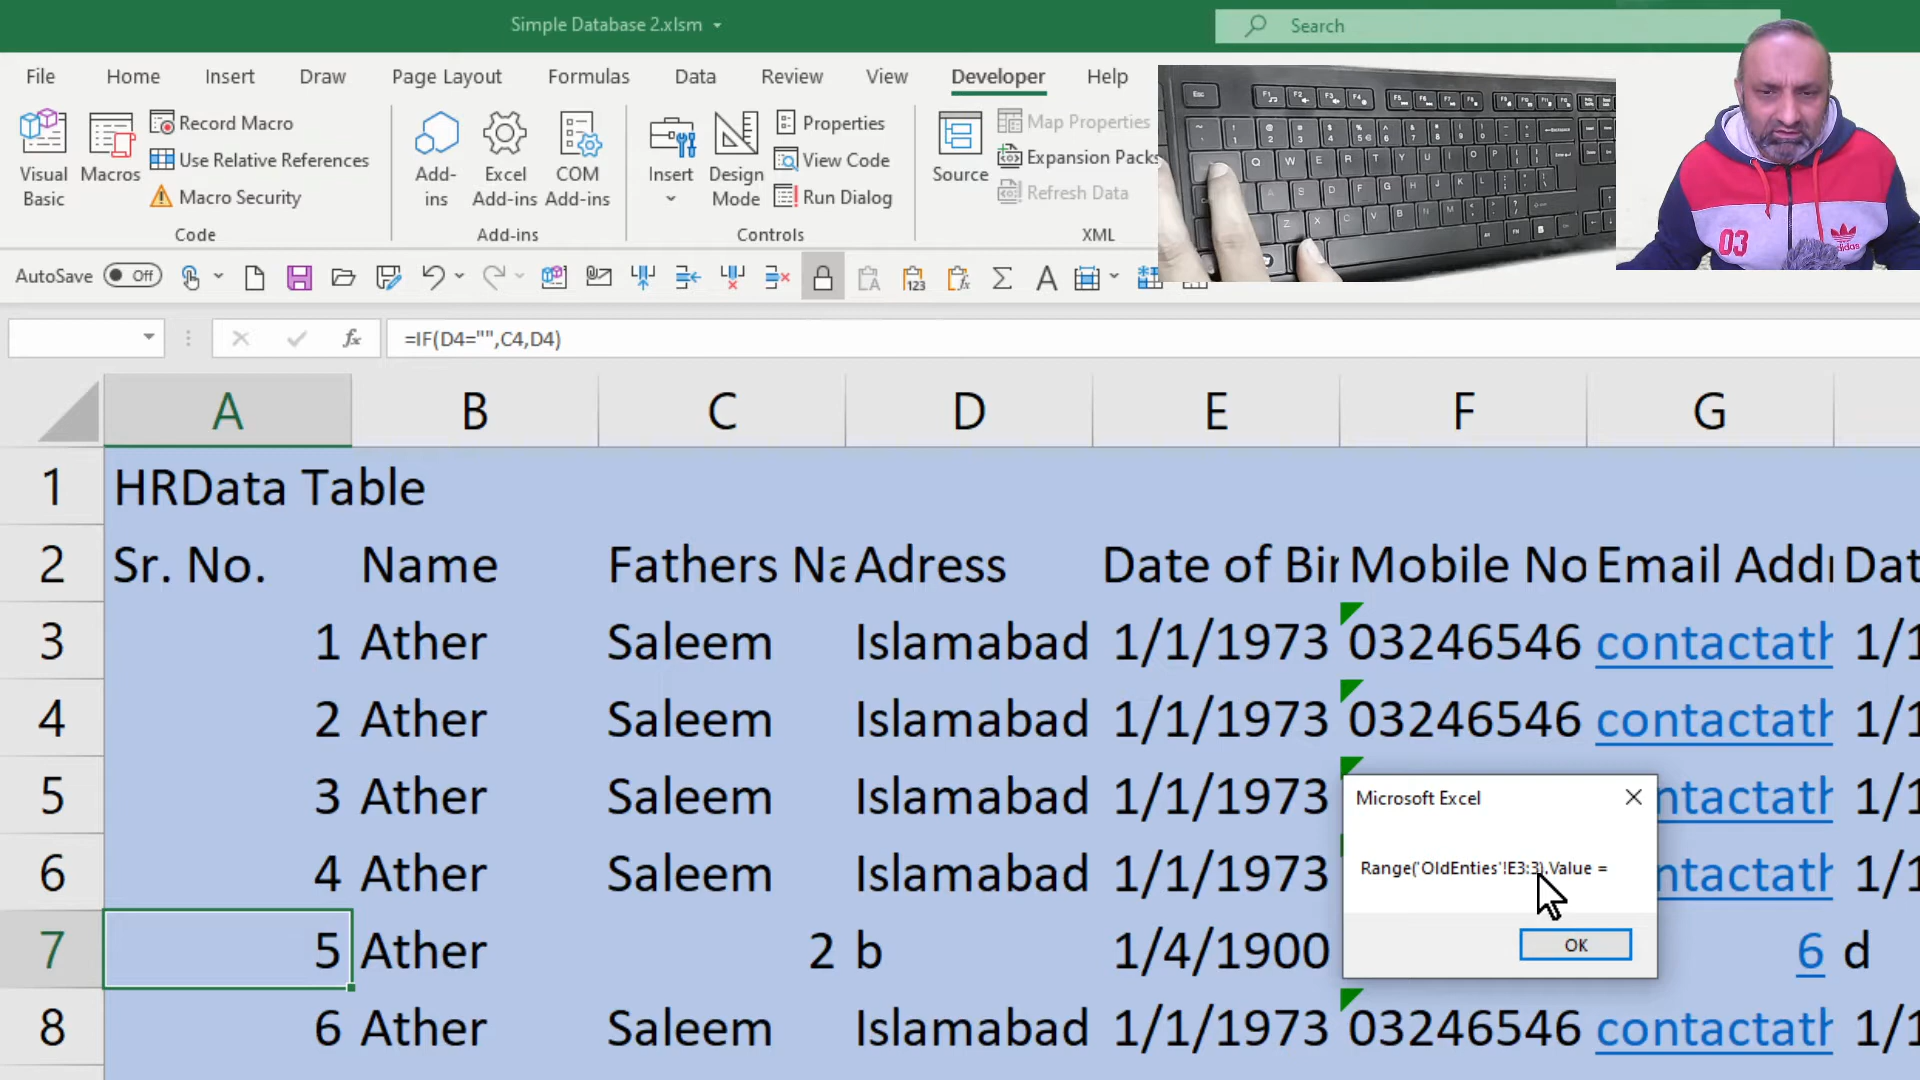 Simple Database 2.xlsm
Search
File Home Insert Draw Page Layout Formulas Data Review View Developer Help
Visual Basic
Macros
Record Macro
Use Relative References
Macro Security
Code
Add-ins
Excel Add-ins
COM Add-ins
Add-ins
Insert
Design Mode
Properties
View Code
Run Dialog
Controls
Source
Map Properties
Expansion Packs
Refresh Data
XML
03
adidas
AutoSave Off
=IF(D4="",C4,D4)
A B C D E F G
1 HRData Table
2 Sr. No. Name Fathers Na Adress Date of Bir Mobile No Email Addr Dat
3 1 Ather Saleem Islamabad 1/1/1973 03246546 contactath 1/1
4 2 Ather Saleem Islamabad 1/1/1973 03246546 contactath 1/1
5 3 Ather Saleem Islamabad 1/1/1973 ntactath 1/1
6 4 Ather Saleem Islamabad 1/1/1973 ntactath 1/1
7 5 Ather 2 b 1/4/1900 6 d
8 6 Ather Saleem Islamabad 1/1/1973 03246546 contactath 1/1
Microsoft Excel
Range('OldEnties'!E3:3).Value =
OK